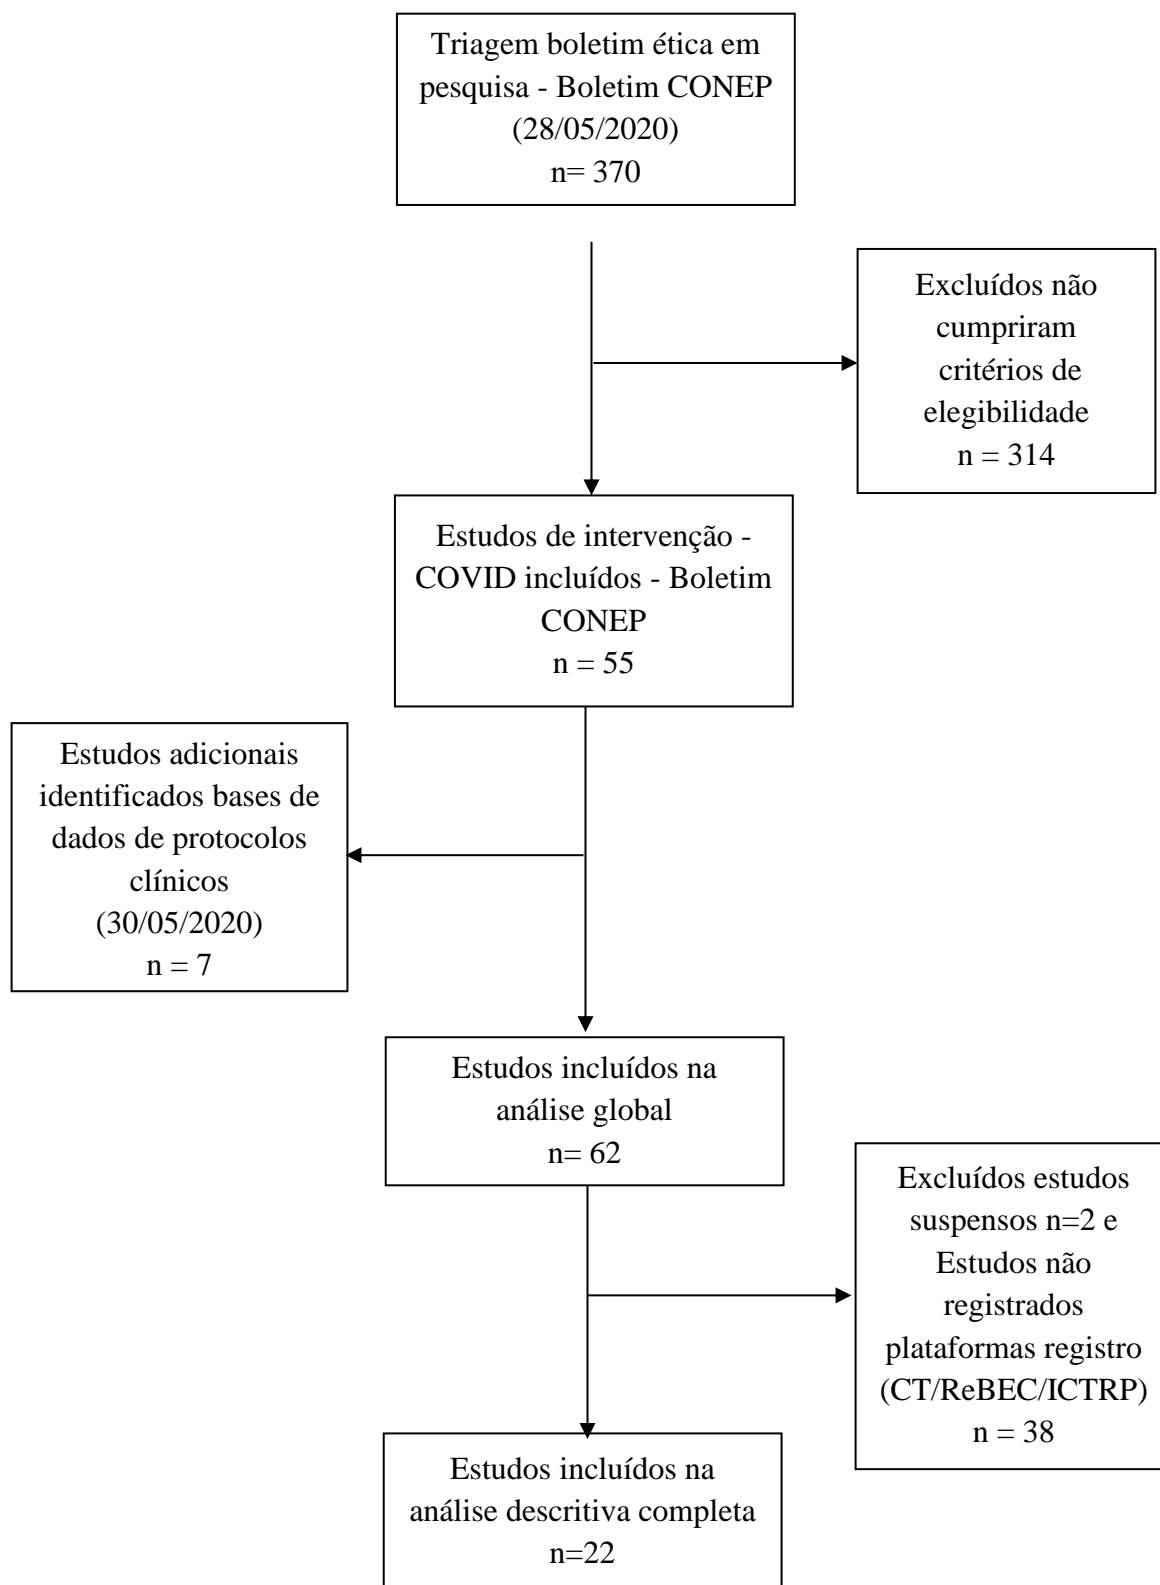 Triagem boletim ética em
pesquisa - Boletim CONEP
(28/05/2020)
n= 370
Excluídos não
cumpriram
critérios de
elegibilidade
n = 314
Estudos de intervenção -
COVID incluídos - Boletim
CONEP
n = 55
Estudos adicionais
identificados bases de
dados de protocolos
clínicos
(30/05/2020)
n = 7
Estudos incluídos na
análise global
n= 62
Excluídos estudos
suspensos n=2 e
Estudos não
registrados
plataformas registro
(CT/ReBEC/ICTRP)
n = 38
Estudos incluídos na
análise descritiva completa
n=22